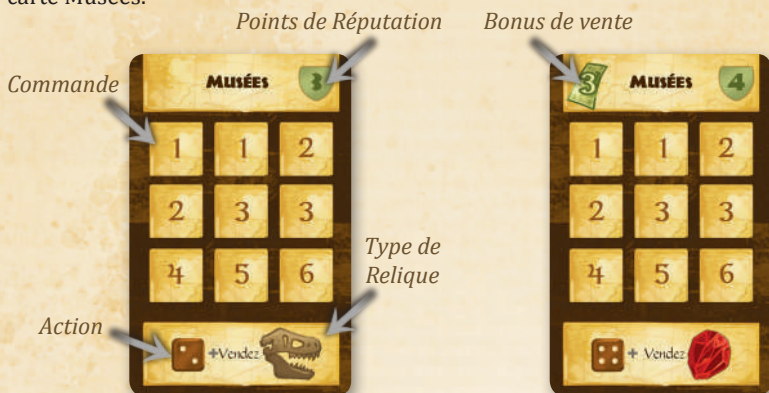 carte Musées.
Points de Réputation
Bonus de vente
Commande
MUSÉES 3
1 1 2
2 3 3
4 5 6
Type de
Relique
Action
+Vendez
3 MUSÉES 4
1 1 2
2 3 3
4 5 6
+ Vendez